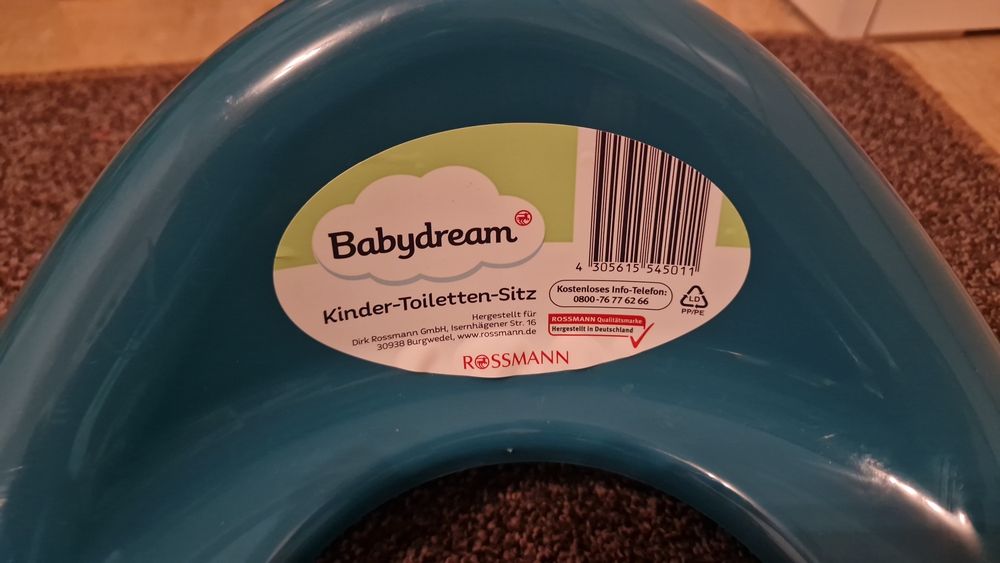 Babydream
4 305615 545011
Kinder-Toiletten-Sitz
Hergestellt für
Dirk Rossmann GmbH, Isernhägener Str. 16
30938 Burgwedel, www.rossmann.de
Kostenloses Info-Telefon:
0800-76 77 62 66
LD
PP/PE
ROSSMANN Qualitätsmarke
Hergestellt in Deutschland
ROSSMANN